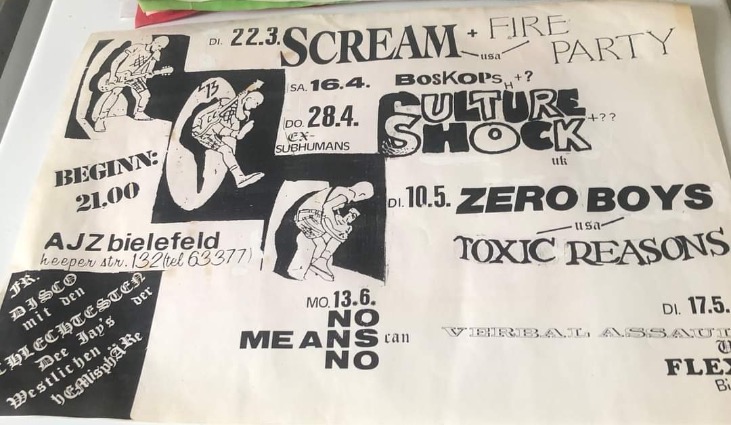 DI. 22.3. SCREAM + FIRE PARTY
usa
SA. 16.4. BOSKOPS +?
DO. 28.4. CULTURE SHOCK +??
EX-SUBHUMANS
uk
BEGINN:
21.00
DI. 10.5. ZERO BOYS
usa
TOXIC REASONS
AJZ bielefeld
heeper str. 132 (tel 63377)
FR.
DISCO
mit den
CHLECHTESTEN
Dee Jay's der
Westlichen
hEMisphÄRe
MO. 13.6.
NO
MEANS can
NO
DI. 17.5.
VERBAL ASSAU
FLEX
Bi